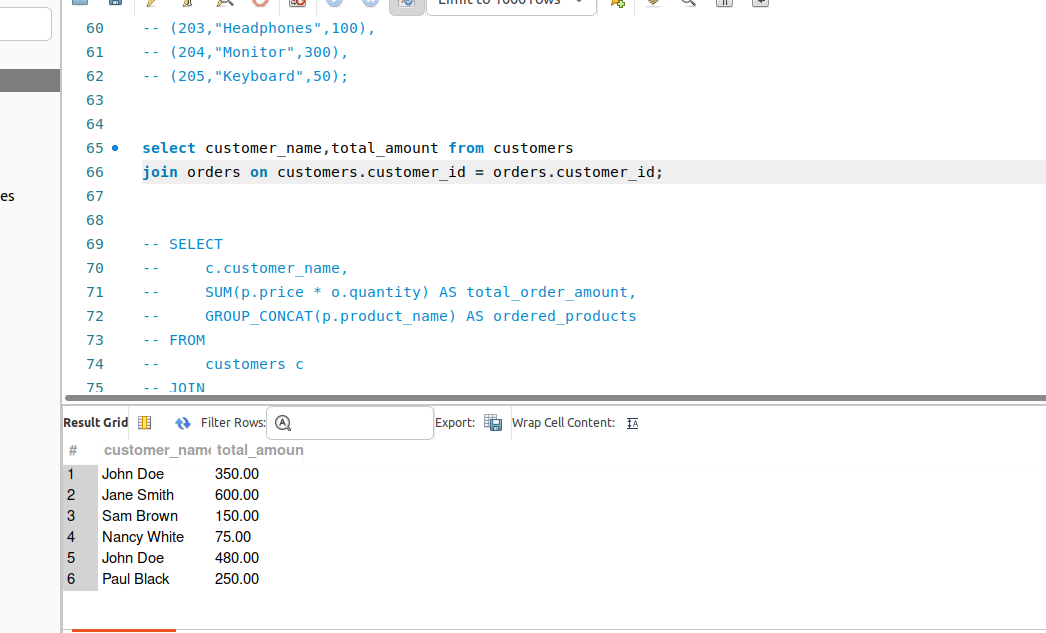 Limit to 1000 rows
60 -- (203,"Headphones",100),
61 -- (204,"Monitor",300),
62 -- (205,"Keyboard",50);
63
64
65 select customer_name,total_amount from customers
66 join orders on customers.customer_id = orders.customer_id;
es
67
68
69 -- SELECT
70 --     c.customer_name,
71 --     SUM(p.price * o.quantity) AS total_order_amount,
72 --     GROUP_CONCAT(p.product_name) AS ordered_products
73 -- FROM
74 --     customers c
75 -- JOIN
Result Grid Filter Rows: Export: Wrap Cell Content:
# customer_name total_amoun
1 John Doe 350.00
2 Jane Smith 600.00
3 Sam Brown 150.00
4 Nancy White 75.00
5 John Doe 480.00
6 Paul Black 250.00